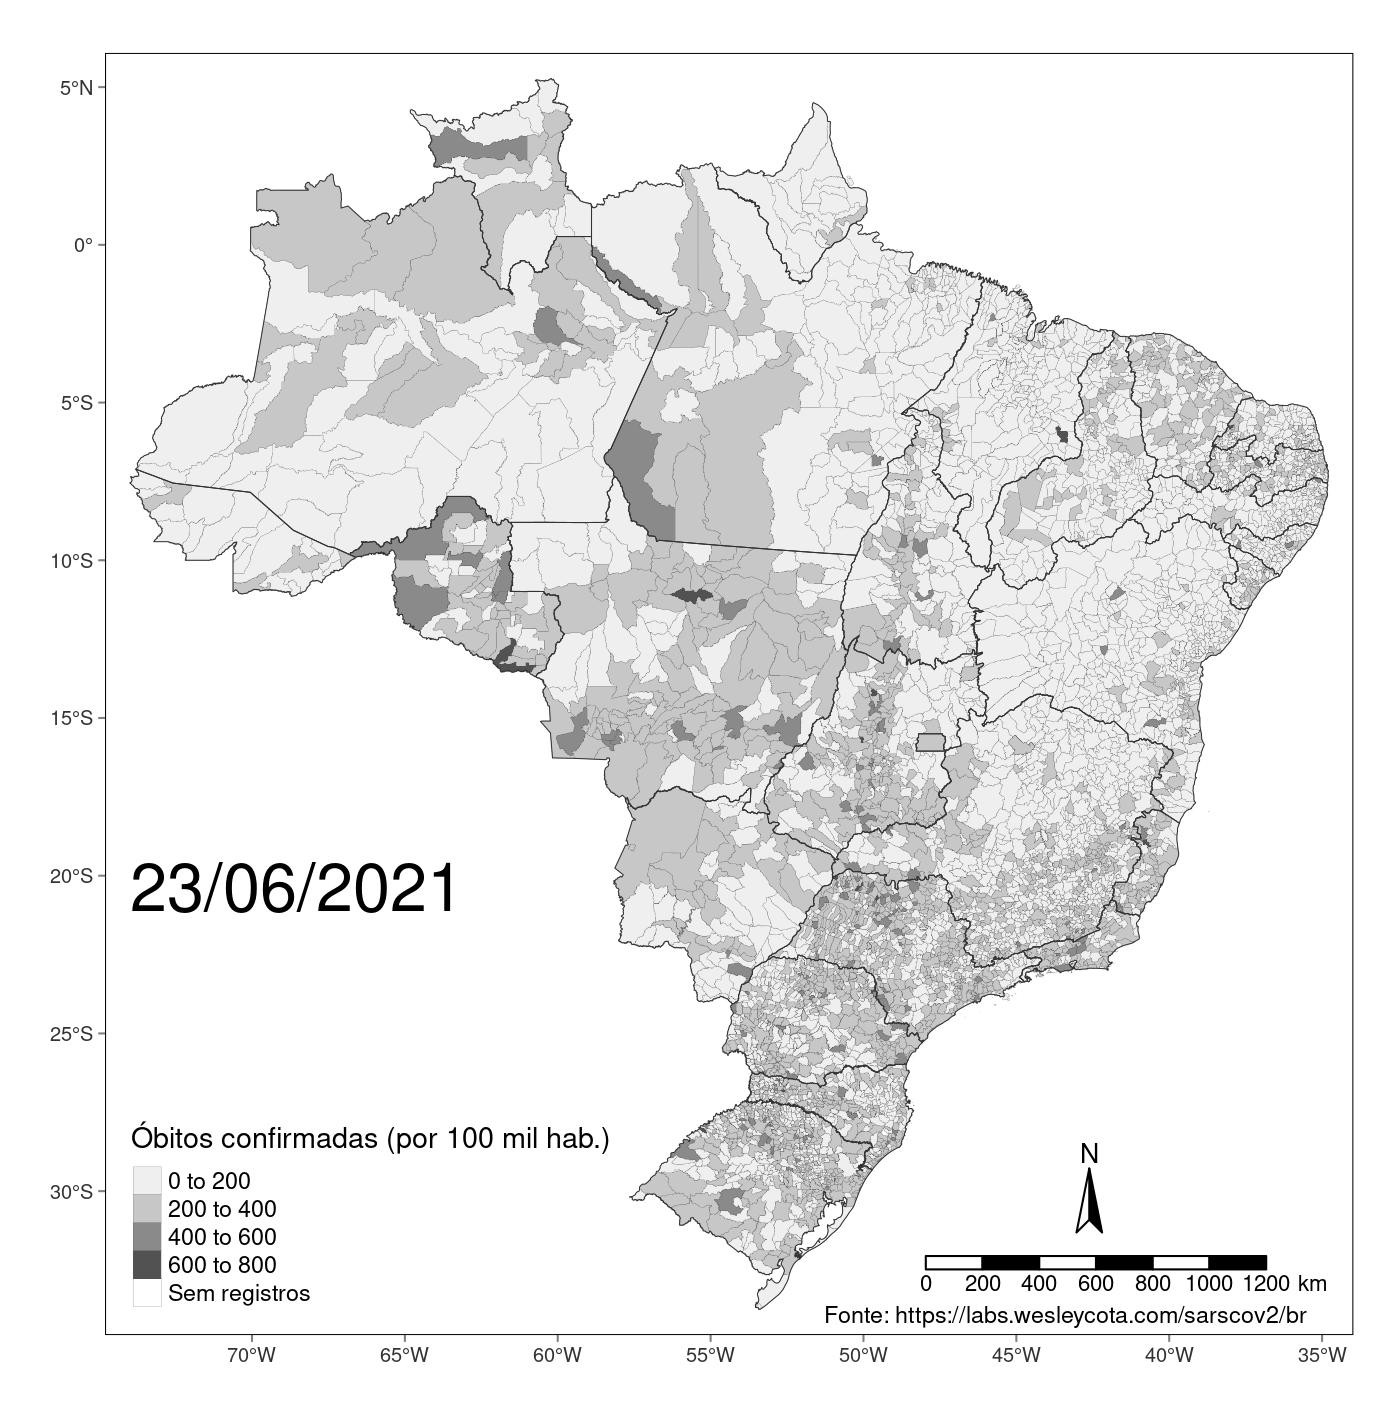 5°N
0°
5°S
10°S
15°S
20°S
25°S
30°S
23/06/2021
Óbitos confirmadas (por 100 mil hab.)
0 to 200
200 to 400
400 to 600
600 to 800
Sem registros
N
0 200 400 600 800 1000 1200 km
Fonte: https://labs.wesleycota.com/sarscov2/br
70°W 65°W 60°W 55°W 50°W 45°W 40°W 35°W